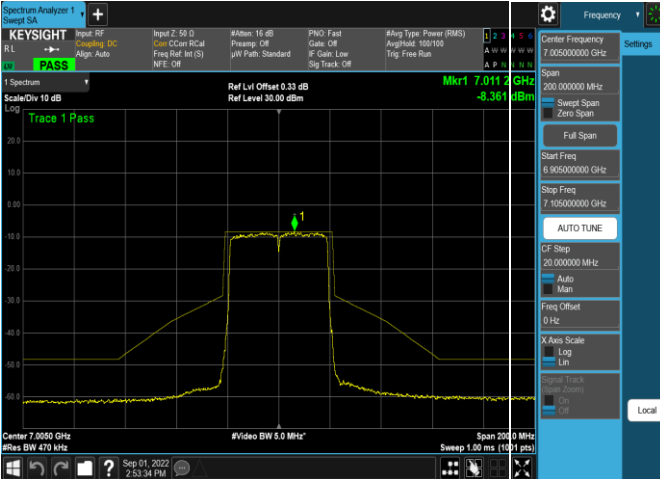 Spectrum Analyzer 1
Swept SA
+
Frequency
KEYSIGHT
Input: RF
Coupling: DC
Align: Auto
Input Z: 50 Ω
Corr CCorr RCal
Freq Ref: Int (S)
NFE: Off
#Atten: 16 dB
Preamp: Off
µW Path: Standard
PNO: Fast
Gate: Off
IF Gain: Low
Sig Track: Off
#Avg Type: Power (RMS)
Avg|Hold: 100/100
Trig: Free Run
1 2 3 4 5 6
A W W W W W
A P N N N N
RL
LM
PASS
1 Spectrum
Scale/Div 10 dB
Log
Ref Lvl Offset 0.33 dB
Ref Level 30.00 dBm
Mkr1 7.011 2 GHz
-8.361 dBm
Trace 1 Pass
20.0
10.0
0.00
-10.0
-20.0
-30.0
-40.0
-50.0
-60.0
1
Center 7.0050 GHz
#Res BW 470 kHz
#Video BW 5.0 MHz*
Span 200.0 MHz
Sweep 1.00 ms (1001 pts)
?
Sep 01, 2022
2:53:34 PM
Center Frequency
7.005000000 GHz
Span
200.000000 MHz
Swept Span
Zero Span
Full Span
Start Freq
6.905000000 GHz
Stop Freq
7.105000000 GHz
AUTO TUNE
CF Step
20.000000 MHz
Auto
Man
Freq Offset
0 Hz
X Axis Scale
Log
Lin
Signal Track
(Span Zoom)
On
Off
Settings
Local